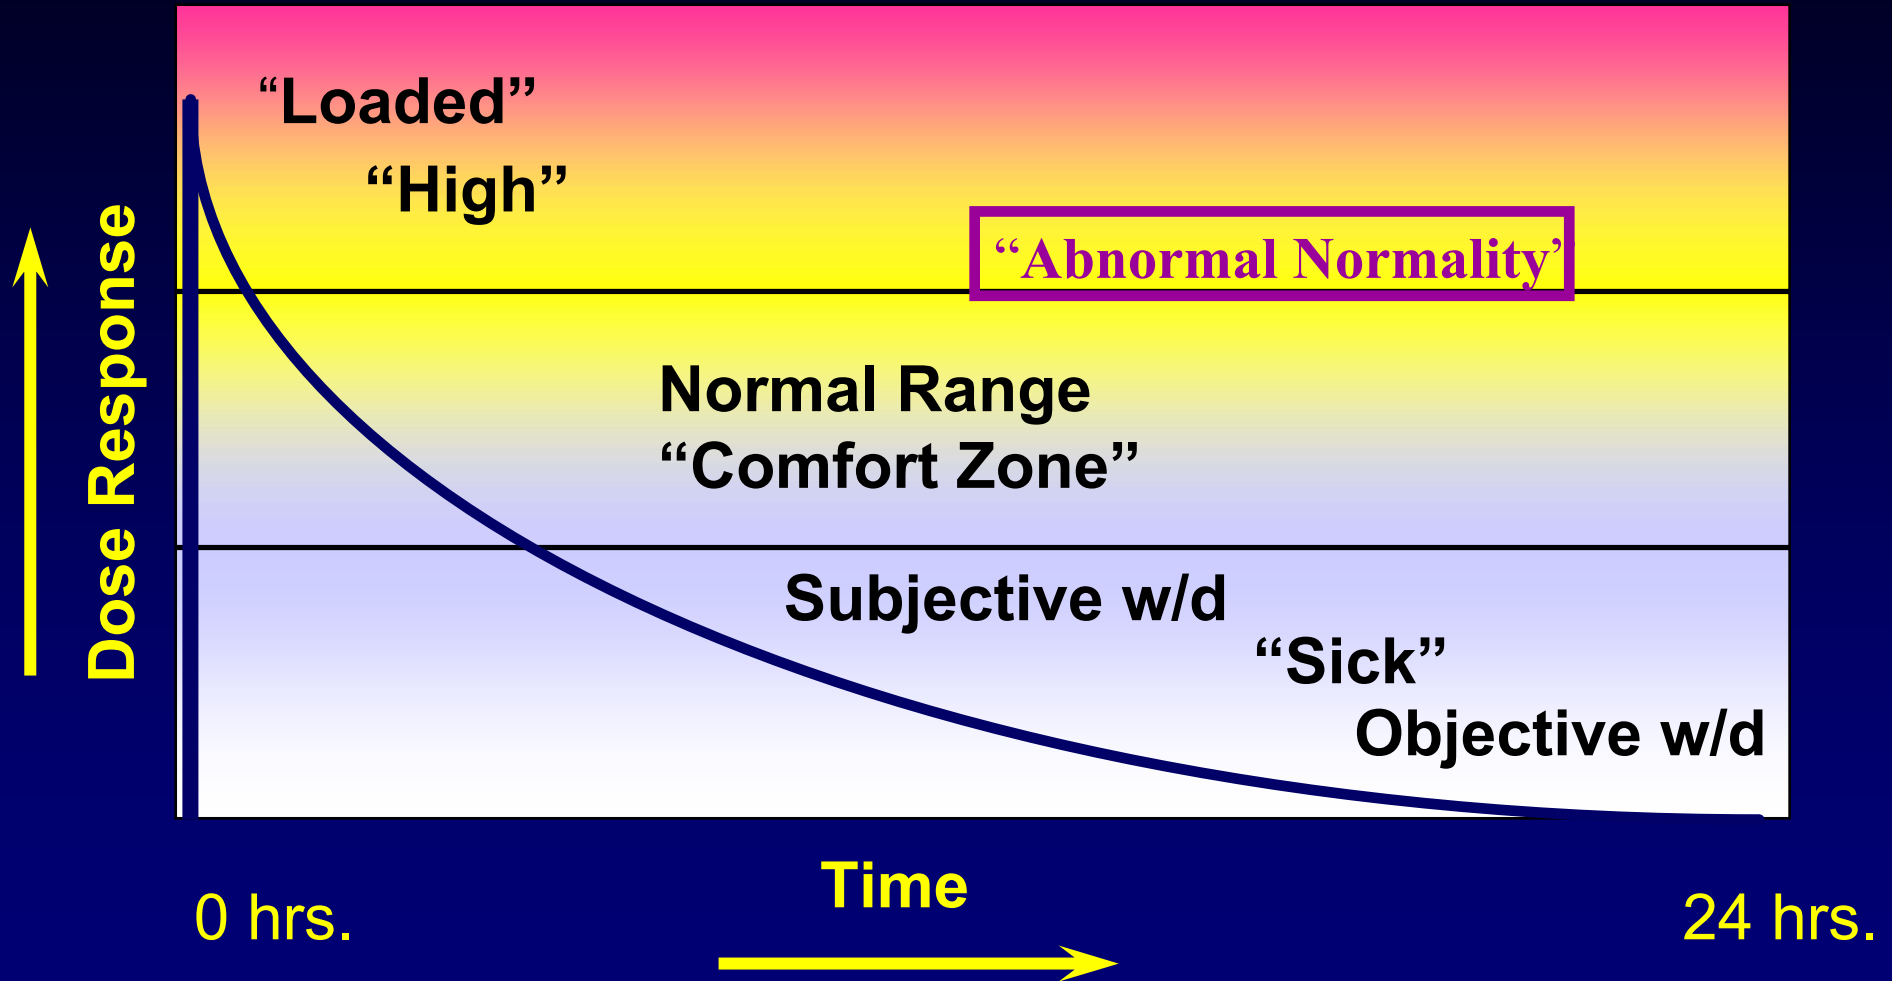 “Loaded”
“High”
“Abnormal Normality”
Dose Response
Normal Range
“Comfort Zone”
Subjective w/d
“Sick”
Objective w/d
Time
0 hrs.
24 hrs.